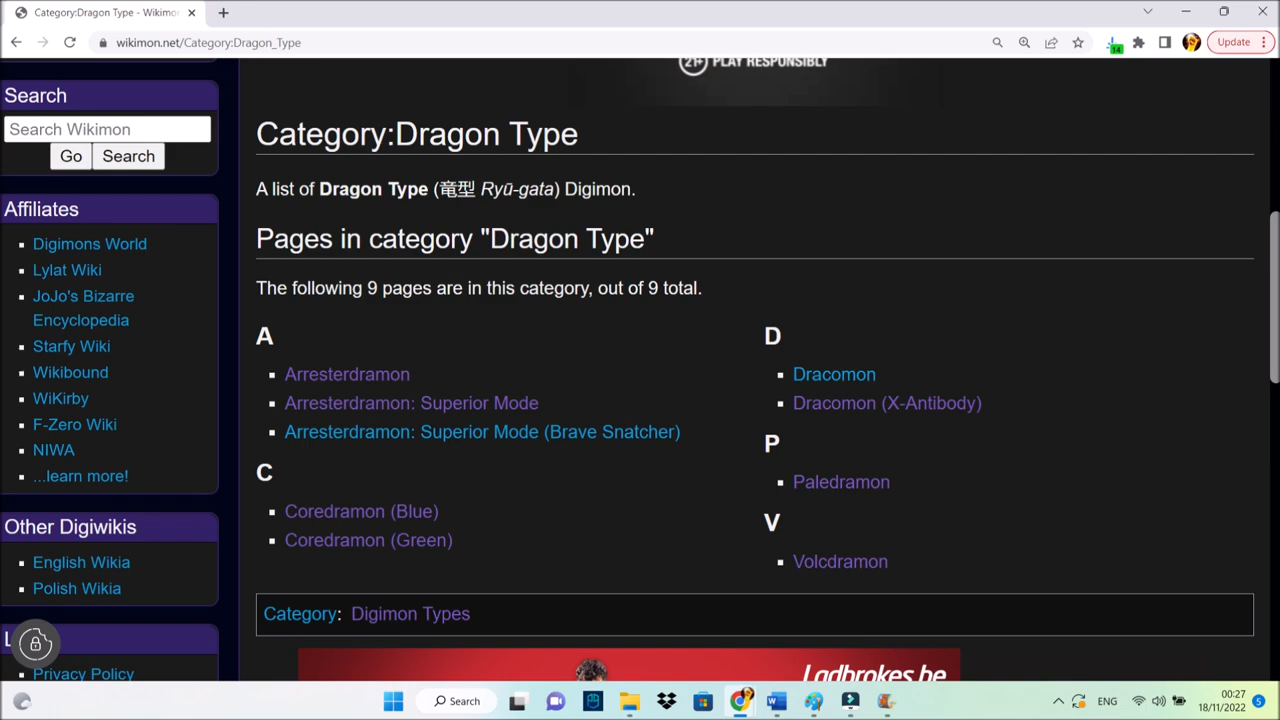 Category:Dragon Type - Wikimon
wikimon.net/Category:Dragon_Type
14
Update
21+ PLAY RESPONSIBLY
Search
Search Wikimon
Go Search
Affiliates
Digimons World
Lylat Wiki
JoJo's Bizarre
Encyclopedia
Starfy Wiki
Wikibound
WiKirby
F-Zero Wiki
NIWA
...learn more!
Other Digiwikis
English Wikia
Polish Wikia
L
Privacy Policy
Category:Dragon Type
A list of Dragon Type (竜型 Ryū-gata) Digimon.
Pages in category "Dragon Type"
The following 9 pages are in this category, out of 9 total.
A
Arresterdramon
Arresterdramon: Superior Mode
Arresterdramon: Superior Mode (Brave Snatcher)
C
Coredramon (Blue)
Coredramon (Green)
D
Dracomon
Dracomon (X-Antibody)
P
Paledramon
V
Volcdramon
Category: Digimon Types
Ladbrokes.be
Search
ENG
00:27
18/11/2022
5